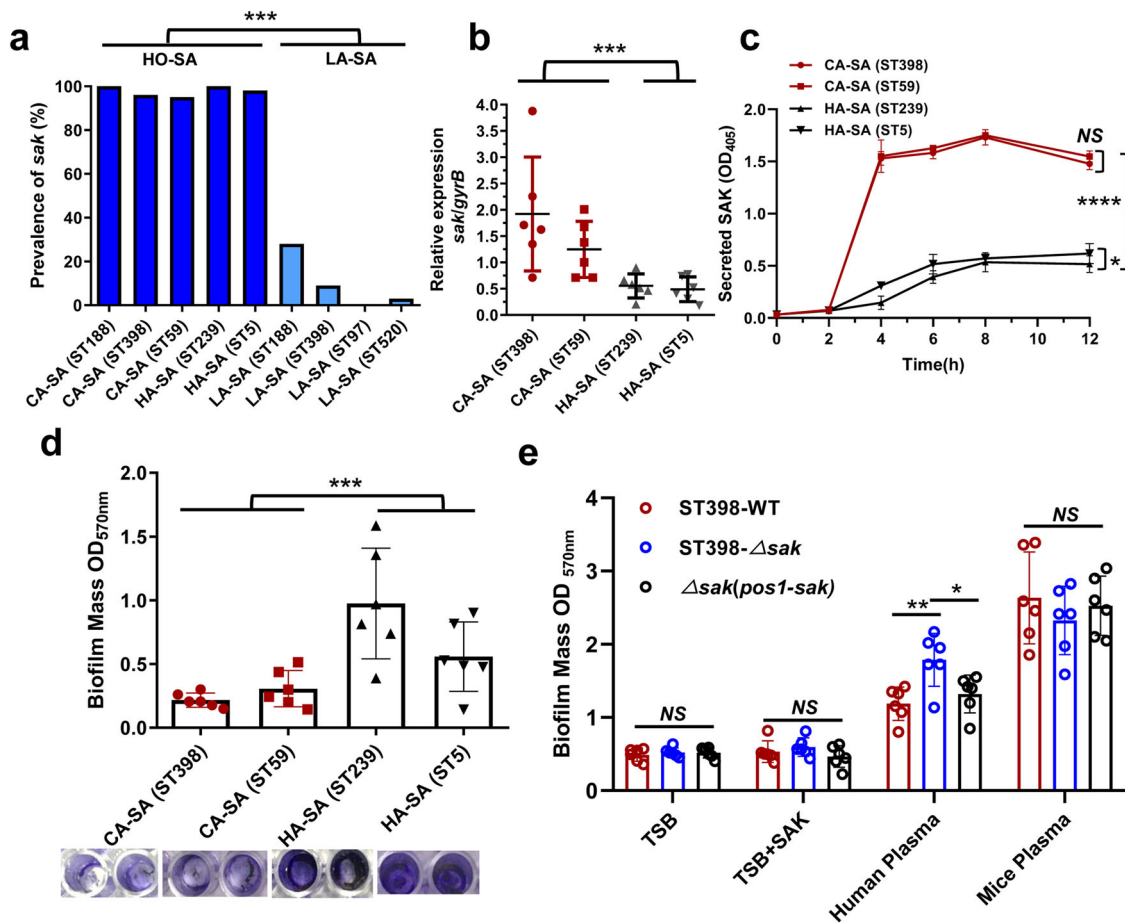 a
***
HO-SA
LA-SA
Prevalence of sak (%)
100
80
60
40
20
0
CA-SA (ST188)
CA-SA (ST398)
CA-SA (ST59)
HA-SA (ST239)
HA-SA (ST5)
LA-SA (ST188)
LA-SA (ST398)
LA-SA (ST97)
LA-SA (ST520)
b
***
Relative expression
sak/gyrB
4.0
3.5
3.0
2.5
2.0
1.5
1.0
0.5
0.0
CA-SA (ST398)
CA-SA (ST59)
HA-SA (ST239)
HA-SA (ST5)
c
CA-SA (ST398)
CA-SA (ST59)
HA-SA (ST239)
HA-SA (ST5)
Secreted SAK (OD405)
2.0
1.5
1.0
0.5
0.0
NS
****
*
0 2 4 6 8 10 12
Time(h)
d
***
Biofilm Mass OD570nm
2.0
1.5
1.0
0.5
0.0
CA-SA (ST398)
CA-SA (ST59)
HA-SA (ST239)
HA-SA (ST5)
e
ST398-WT
ST398-△sak
△sak(pos1-sak)
Biofilm Mass OD 570nm
4
3
2
1
0
NS
NS
**
*
NS
TSB
TSB+SAK
Human Plasma
Mice Plasma